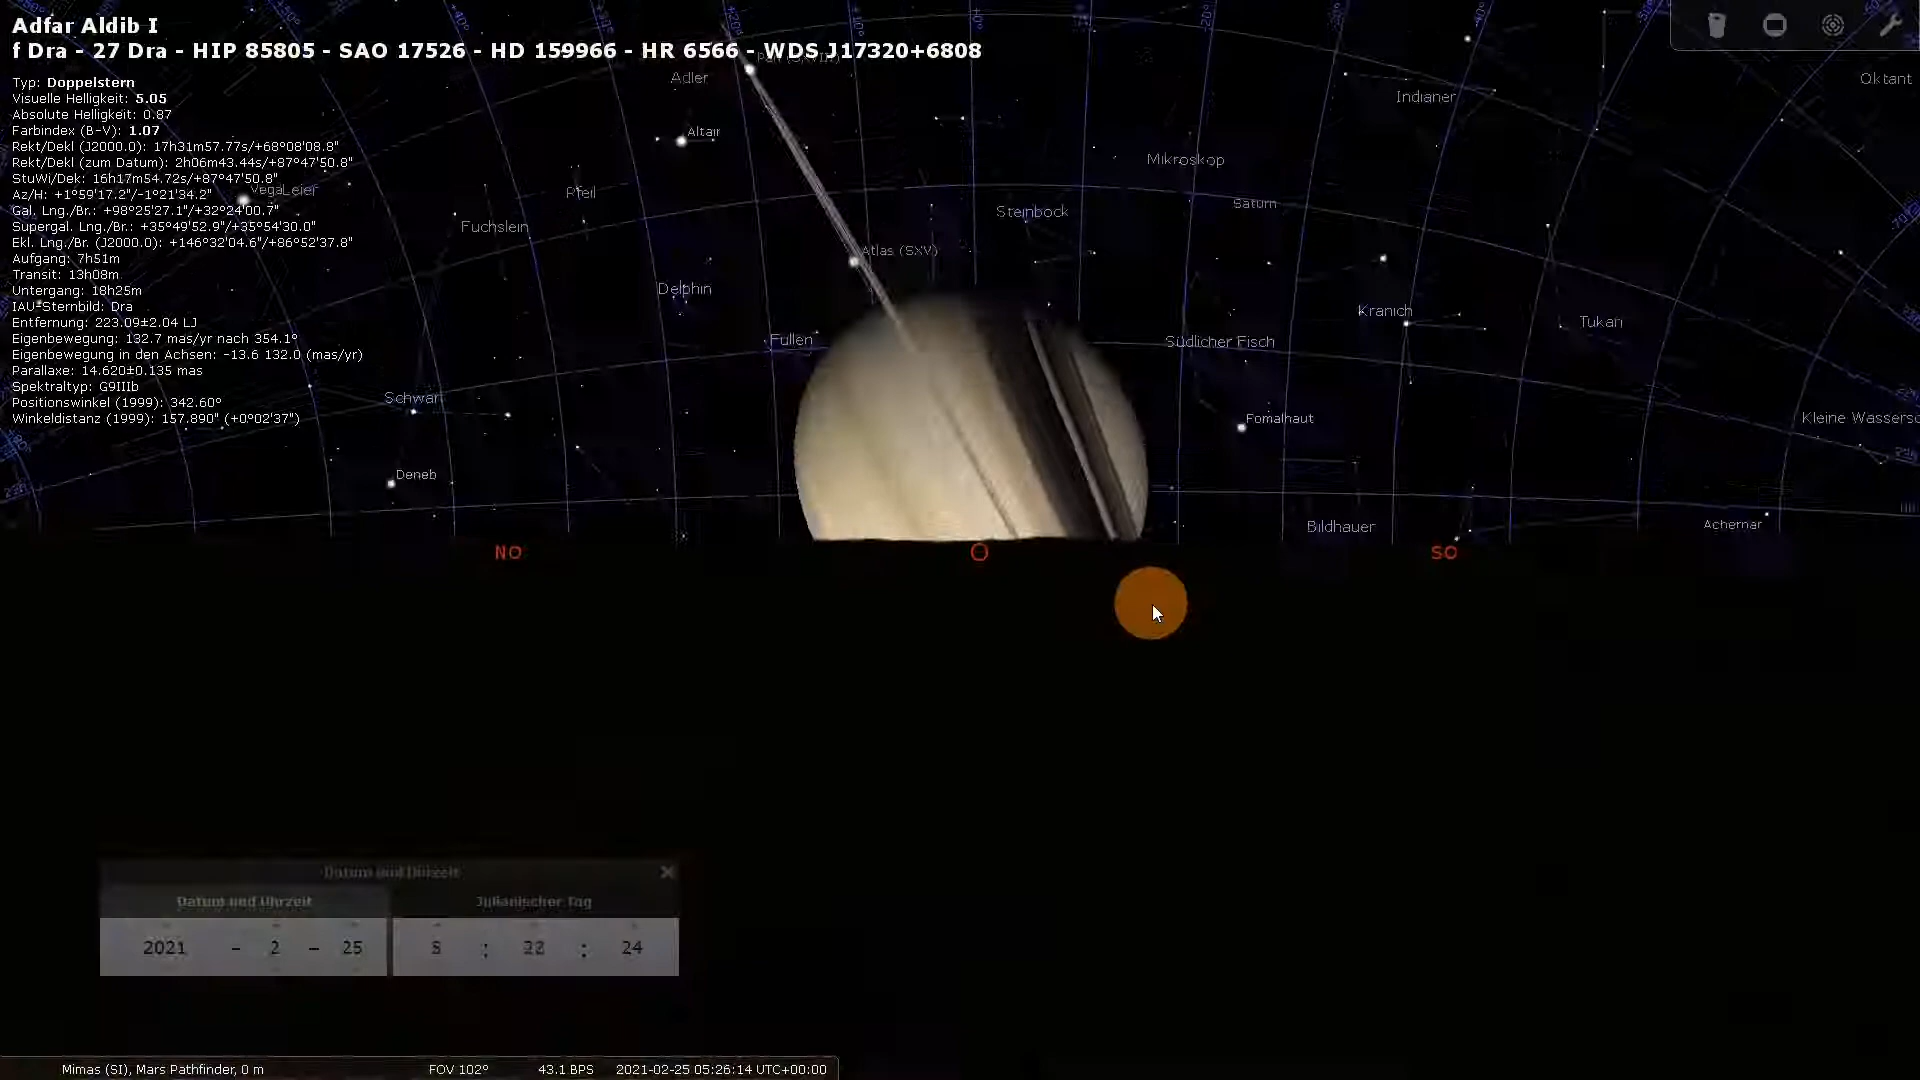 Adfar Aldib I
f Dra - 27 Dra - HIP 85805 - SAO 17526 - HD 159966 - HR 6566 - WDS J17320+6808
Typ: Doppelstern
Visuelle Helligkeit: 5.05
Absolute Helligkeit: 0.87
Farbindex (B-V): 1.07
Rekt/Dekl (J2000.0): 17h31m57.77s/+68°08'08.8"
Rekt/Dekl (zum Datum): 2h06m43.44s/+87°47'50.8"
StuWi/Dek: 16h17m54.72s/+87°47'50.8"
Az/H: +1°59'17.2"/-1°21'34.2"
Gal. Lng./Br.: +98°25'27.1"/+32°24'00.7"
Supergal. Lng./Br.: +35°49'52.9"/+35°54'30.0"
Ekl. Lng./Br. (J2000.0): +146°32'04.6"/+86°52'37.8"
Aufgang: 7h51m
Transit: 13h08m
Untergang: 18h25m
IAU-Sternbild: Dra
Entfernung: 223.09±2.04 LJ
Eigenbewegung: 132.7 mas/yr nach 354.1°
Eigenbewegung in den Achsen: -13.6 132.0 (mas/yr)
Parallaxe: 14.620±0.135 mas
Spektraltyp: G9IIIb
Positionswinkel (1999): 342.60°
Winkeldistanz (1999): 157.890" (+0°02'37")
Pan (SXVIII)
Adler
Altair
Wega
Leier
Pfeil
Fuchslein
Delphin
Atlas (SXV)
Füllen
Schwan
Deneb
Steinbock
Mikroskop
Saturn
Indianer
Oktant
Kranich
Tukan
Südlicher Fisch
Fomalhaut
Kleine Wassersc
Bildhauer
Achernar
NO
O
SO
Datum und Uhrzeit
Datum und Uhrzeit
Julianischer Tag
2021 - 2 - 25
5 : 22 : 24
Mimas (SI), Mars Pathfinder, 0 m
FOV 102°
43.1 BPS
2021-02-25 05:26:14 UTC+00:00